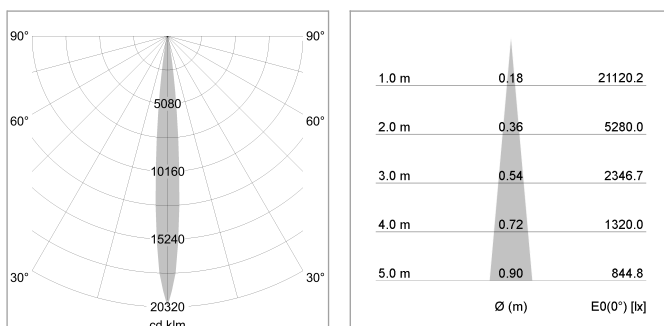 90° 90°
5080
60° 60°
10160
15240
30° 30°
20320
cd klm
1.0 m 0.18 21120.2
2.0 m 0.36 5280.0
3.0 m 0.54 2346.7
4.0 m 0.72 1320.0
5.0 m 0.90 844.8
Ø (m) E0(0°) [lx]